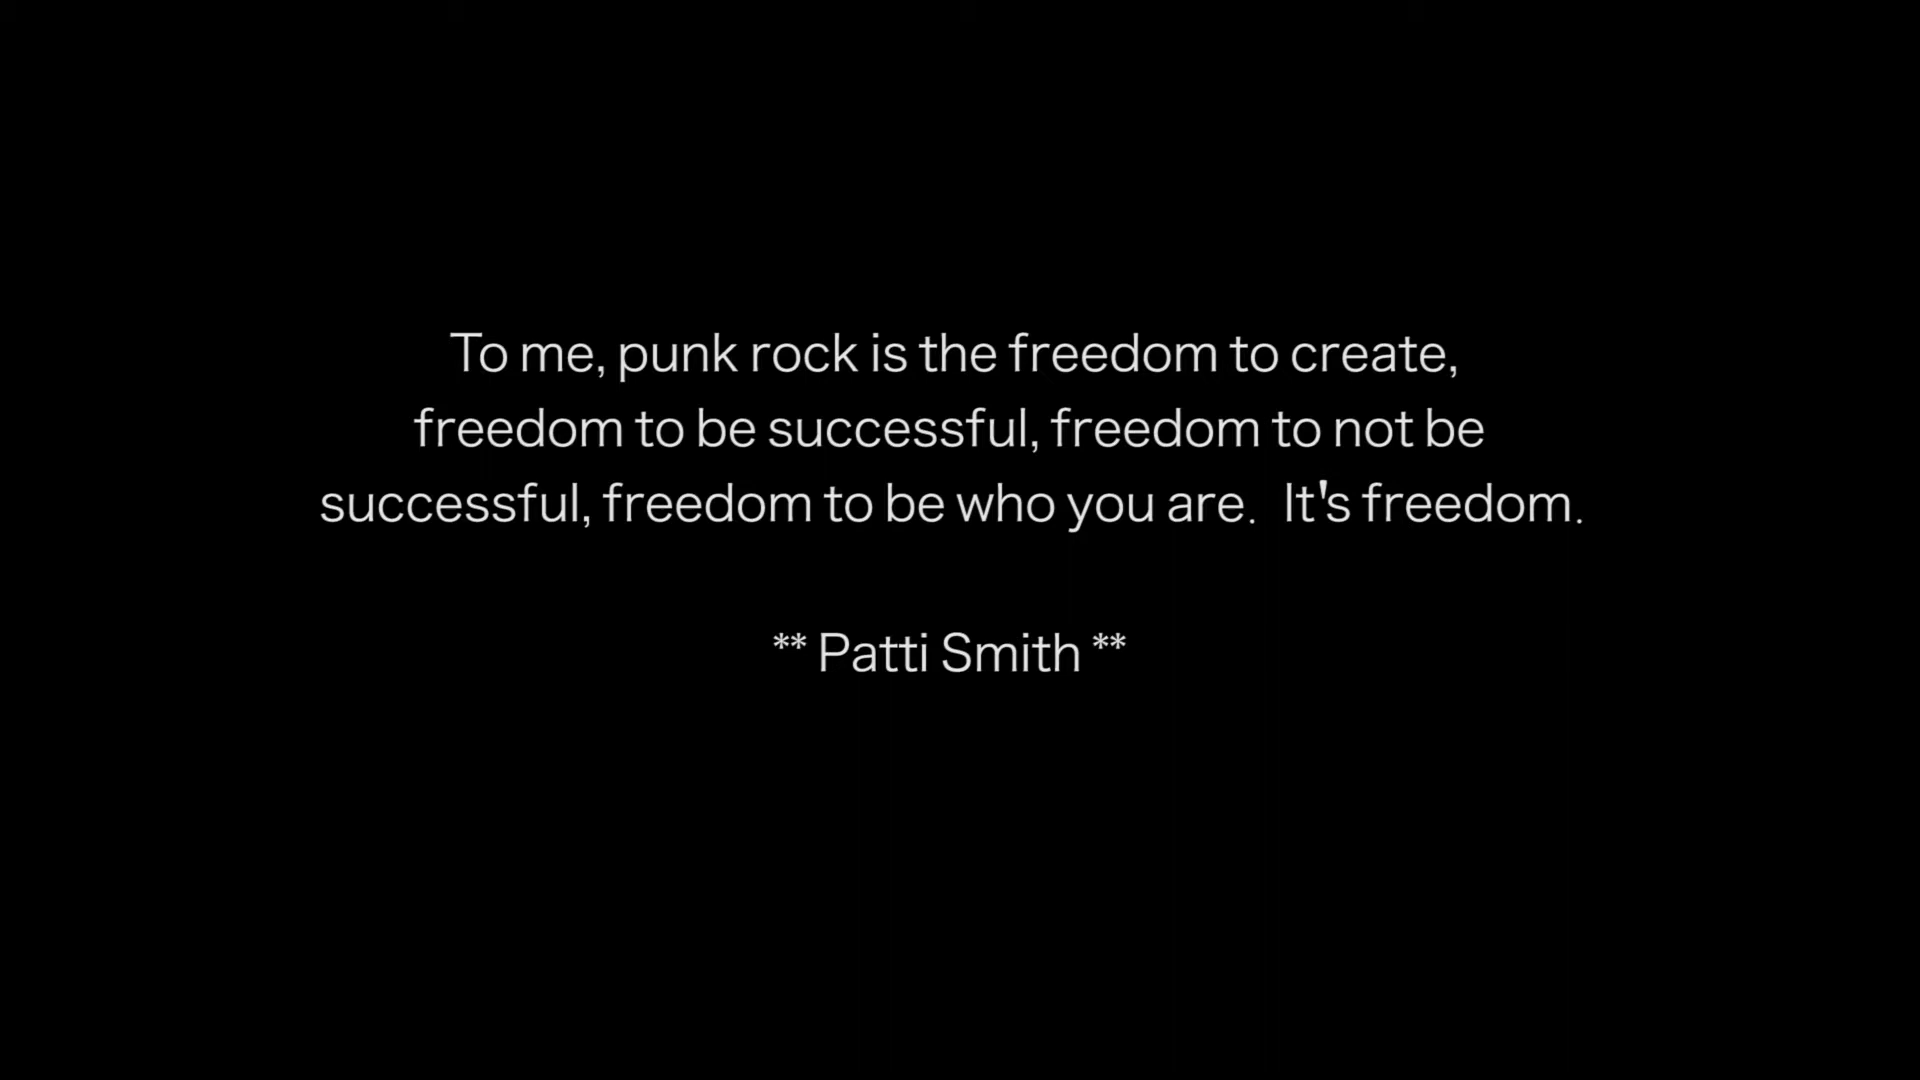 To me, punk rock is the freedom to create,
freedom to be successful, freedom to not be
successful, freedom to be who you are.  It's freedom.
** Patti Smith **